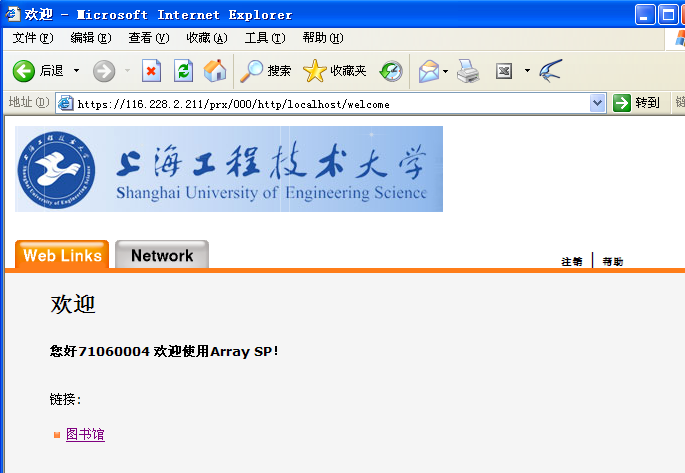 欢迎 - Microsoft Internet Explorer
文件(F) 编辑(E) 查看(V) 收藏(A) 工具(T) 帮助(H)
后退 搜索 收藏夹
地址(D) https://116.228.2.211/prx/000/http/localhost/welcome 转到 链
上海工程技术大学
Shanghai University of Engineering Science
Web Links Network 注销 帮助
欢迎
您好71060004 欢迎使用Array SP!
链接:
图书馆